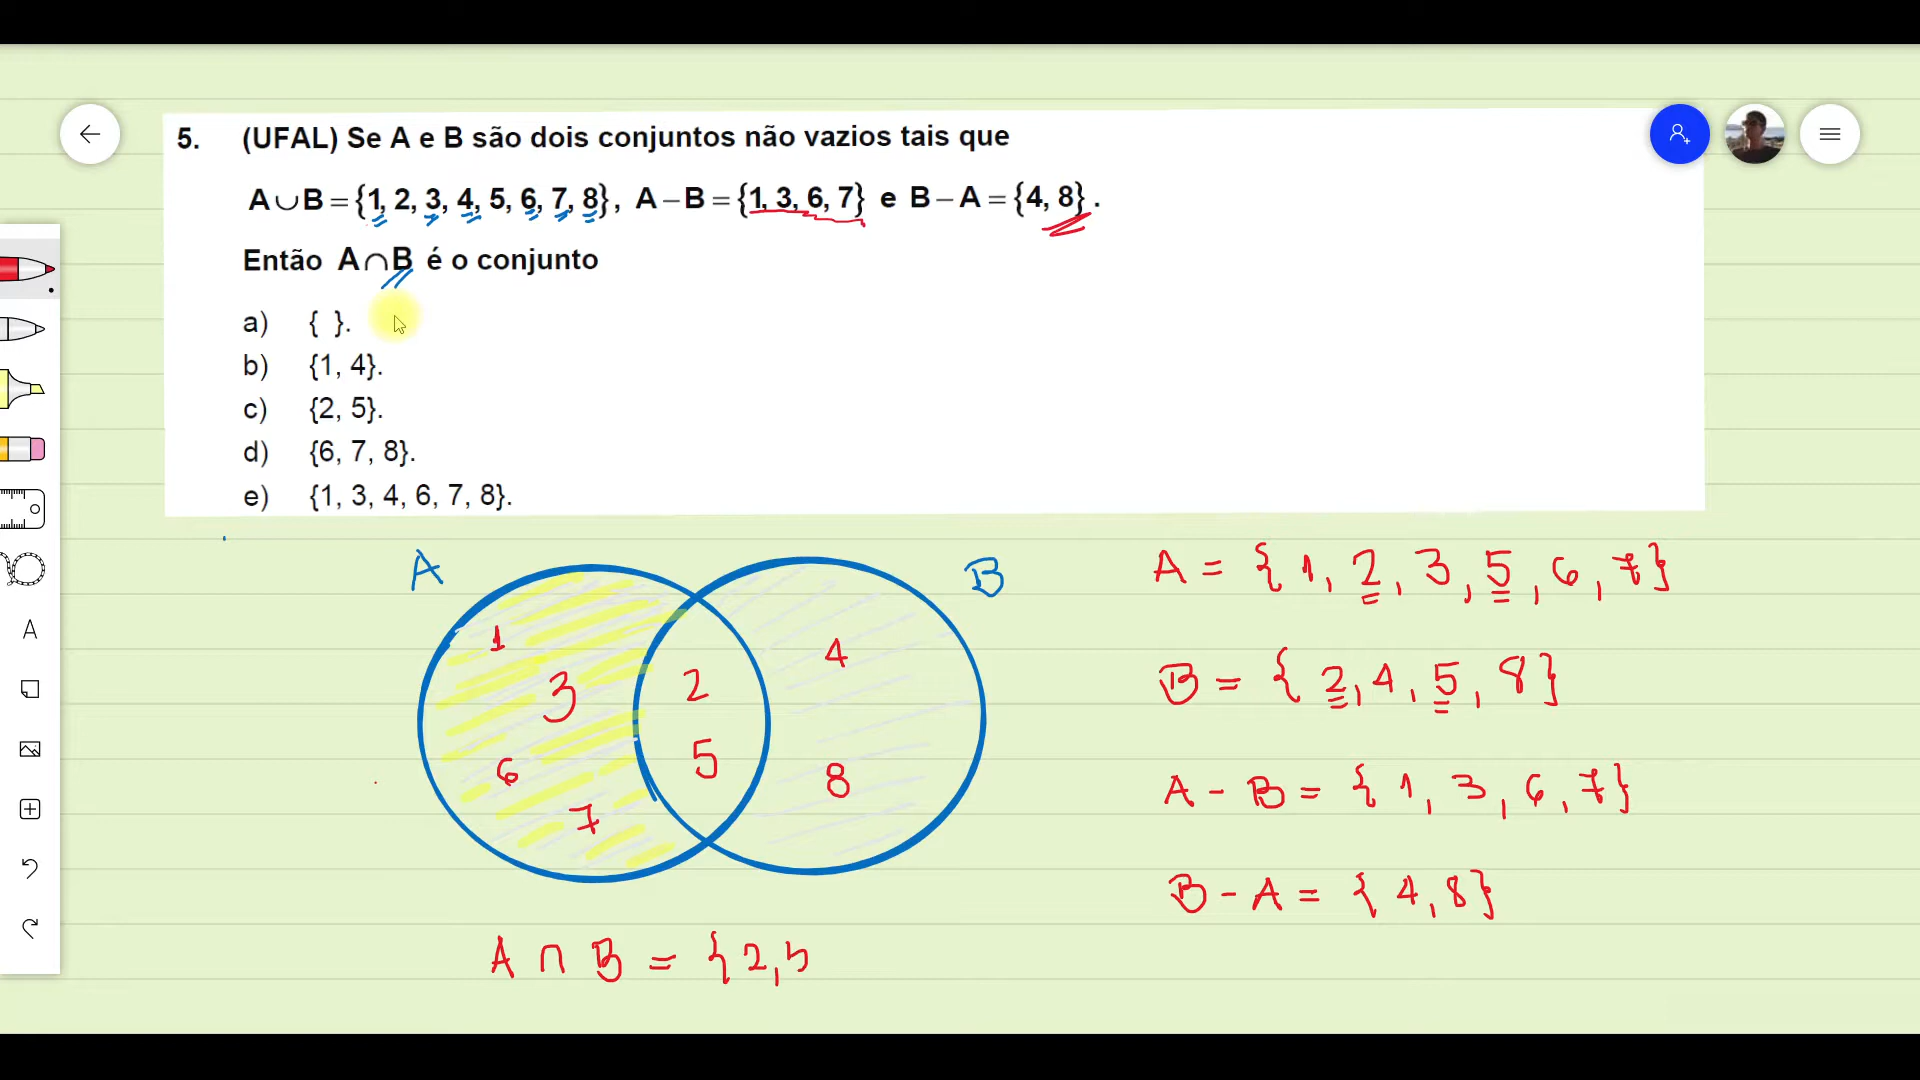 5. (UFAL) Se A e B são dois conjuntos não vazios tais que
A∪B={1, 2, 3, 4, 5, 6, 7, 8}, A−B={1, 3, 6, 7} e B−A={4, 8}.
Então A∩B é o conjunto
a) { }.
b) {1, 4}.
c) {2, 5}.
d) {6, 7, 8}.
e) {1, 3, 4, 6, 7, 8}.
A
B
1
3
6
7
2
5
4
8
A ∩ B = {2,5
A = {1, 2, 3, 5, 6, 7}
B = {2, 4, 5, 8}
A - B = {1, 3, 6, 7}
B - A = {4, 8}
A